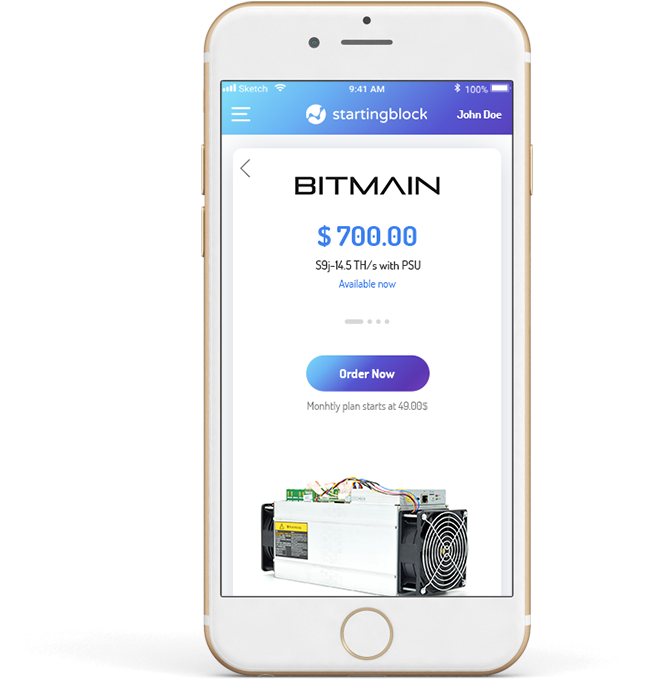 Sketch 9:41 AM 100%
startingblock John Doe
BITMAIN
$ 700.00
S9j-14.5 TH/s with PSU
Available now
Order Now
Monhtly plan starts at 49.00$